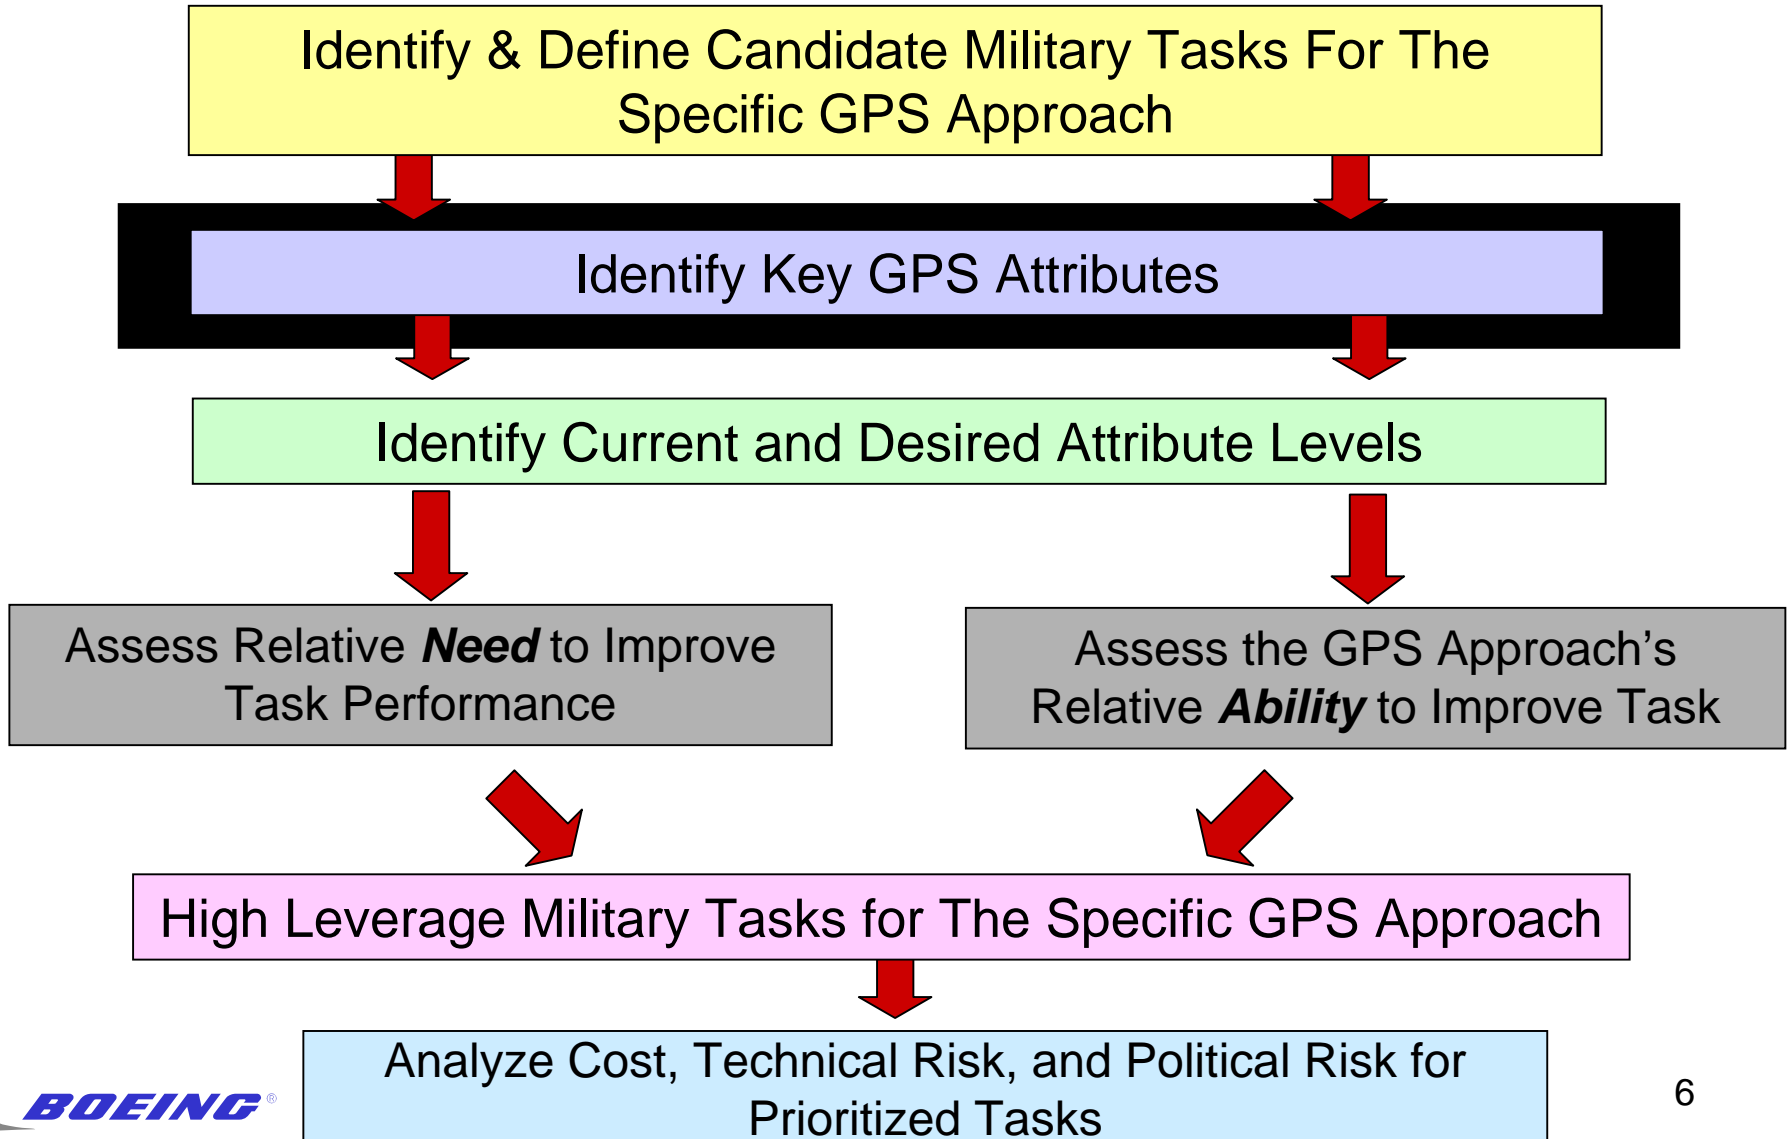 Identify & Define Candidate Military Tasks For The
Specific GPS Approach
Identify Key GPS Attributes
Identify Current and Desired Attribute Levels
Assess Relative Need to Improve
Task Performance
Assess the GPS Approach’s
Relative Ability to Improve Task
High Leverage Military Tasks for The Specific GPS Approach
Analyze Cost, Technical Risk, and Political Risk for
Prioritized Tasks
BOEING®
6